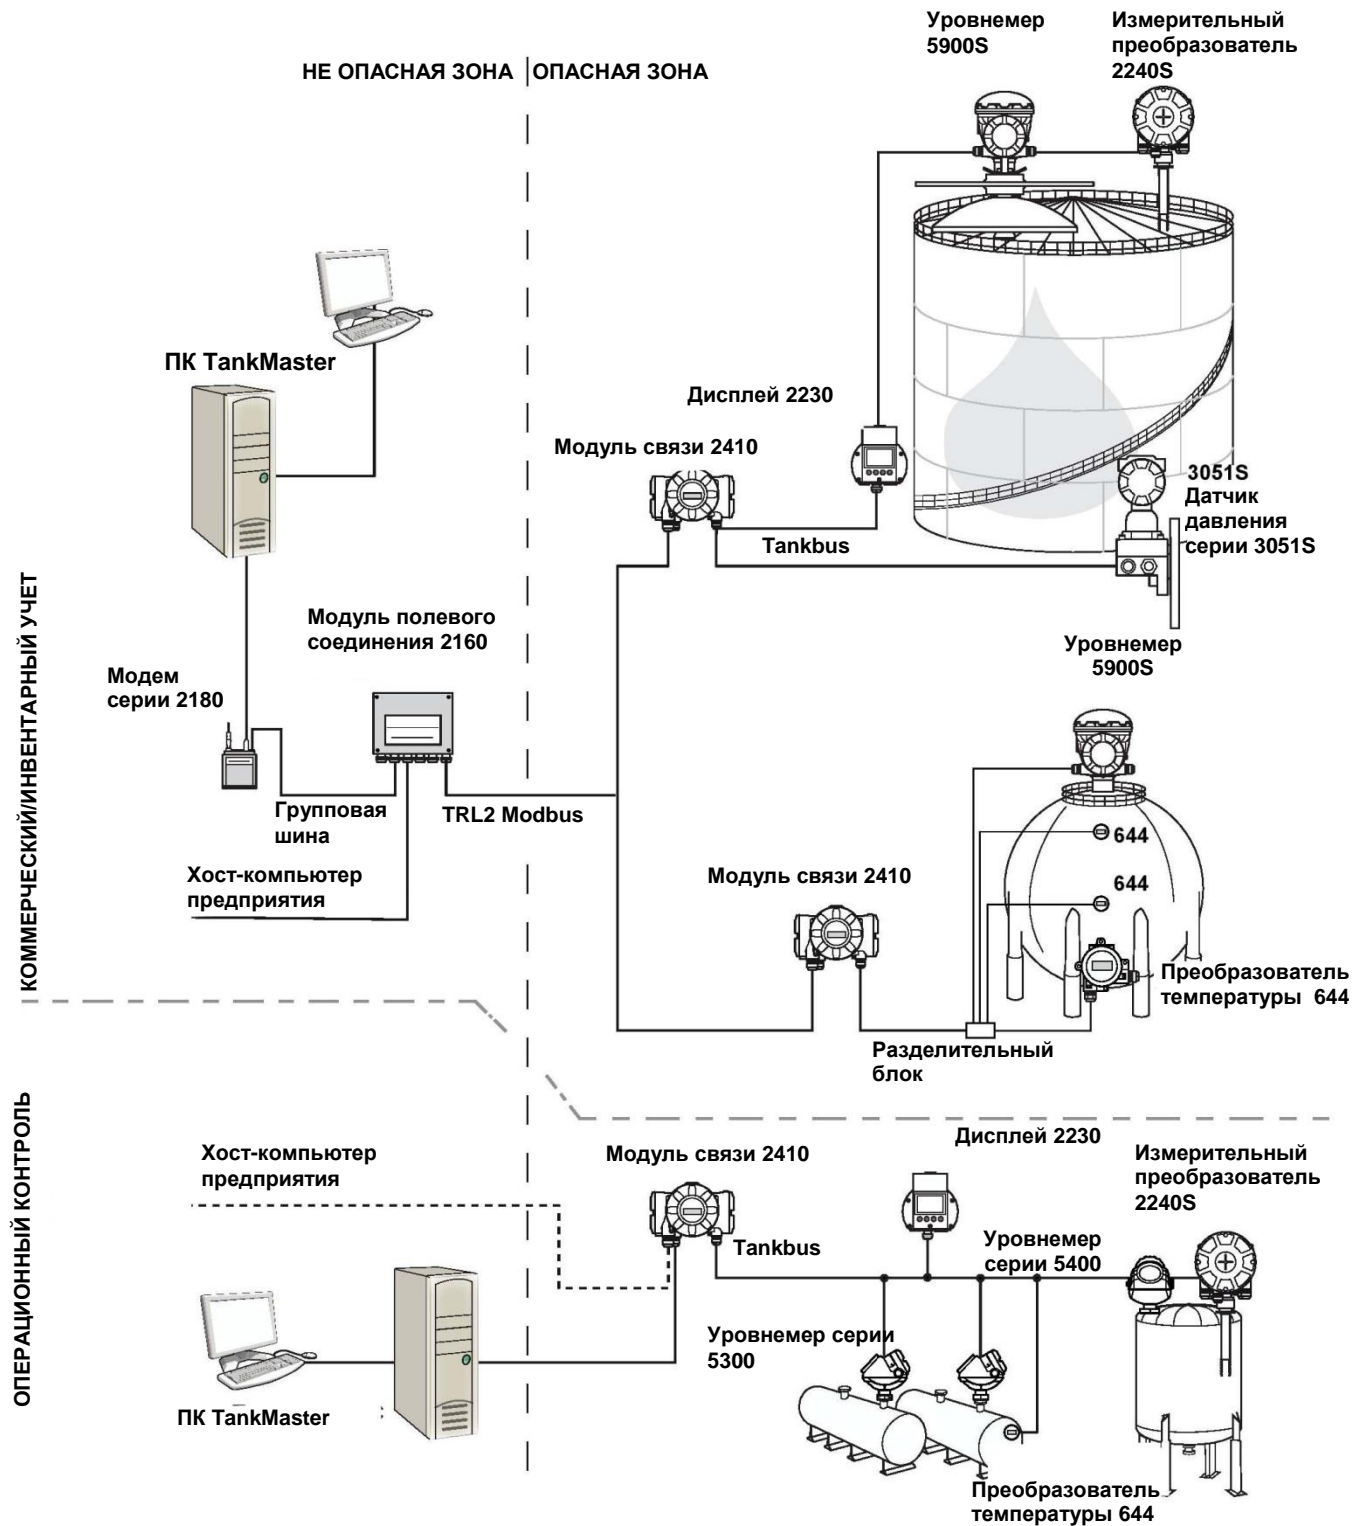 НЕ ОПАСНАЯ ЗОНА
ОПАСНАЯ ЗОНА
Уровнемер
5900S
Измерительный
преобразователь
2240S
ПК TankMaster
Дисплей 2230
Модуль связи 2410
Tankbus
3051S
Датчик
давления
серии 3051S
КОММЕРЧЕСКИЙ/ИНВЕНТАРНЫЙ УЧЕТ
Модуль полевого
соединения 2160
Модем
серии 2180
Групповая
шина
TRL2 Modbus
Хост-компьютер
предприятия
Уровнемер
5900S
644
644
Модуль связи 2410
Преобразователь
температуры 644
Разделительный
блок
ОПЕРАЦИОННЫЙ КОНТРОЛЬ
Хост-компьютер
предприятия
Модуль связи 2410
Дисплей 2230
Измерительный
преобразователь
2240S
Tankbus
Уровнемер
серии 5400
Уровнемер серии
5300
ПК TankMaster
Преобразователь
температуры 644